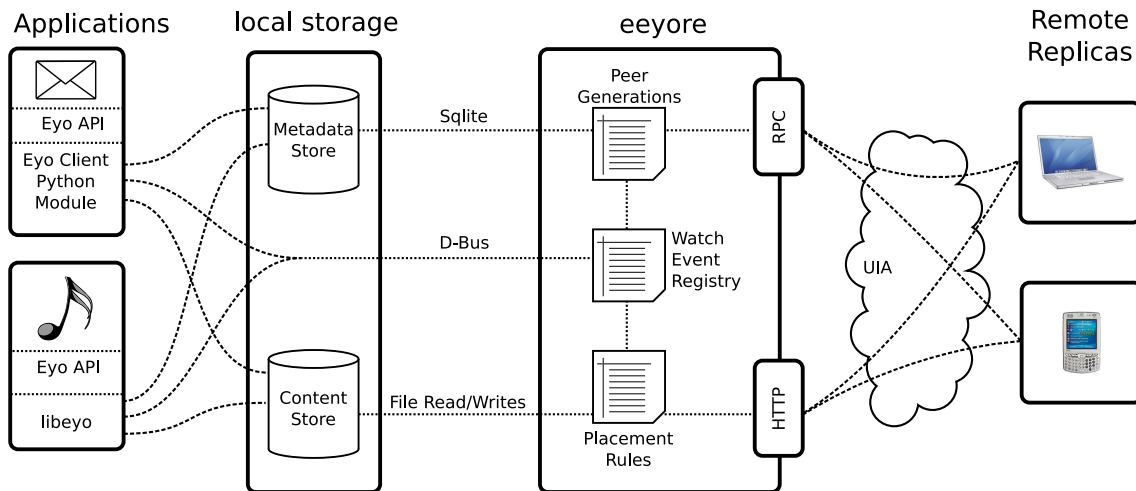 Applications
local storage
eeyore
Remote
Replicas
Eyo API
Eyo Client
Python
Module
Eyo API
libeyo
Metadata
Store
Content
Store
Sqlite
D-Bus
File Read/Writes
Peer
Generations
Watch
Event
Registry
Placement
Rules
RPC
HTTP
UIA